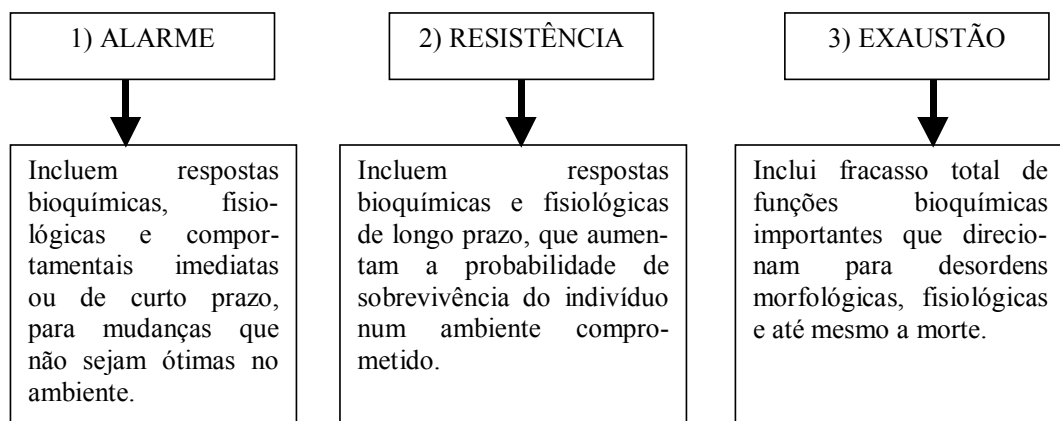 1) ALARME
Incluem respostas
bioquímicas, fisio-
lógicas e compor-
tamentais imediatas
ou de curto prazo,
para mudanças que
não sejam ótimas no
ambiente.
2) RESISTÊNCIA
Incluem respostas
bioquímicas e fisiológicas
de longo prazo, que aumen-
tam a probabilidade de
sobrevivência do indivíduo
num ambiente compro-
metido.
3) EXAUSTÃO
Inclui fracasso total de
funções bioquímicas
importantes que direcio-
nam para desordens
morfológicas, fisiológicas
e até mesmo a morte.